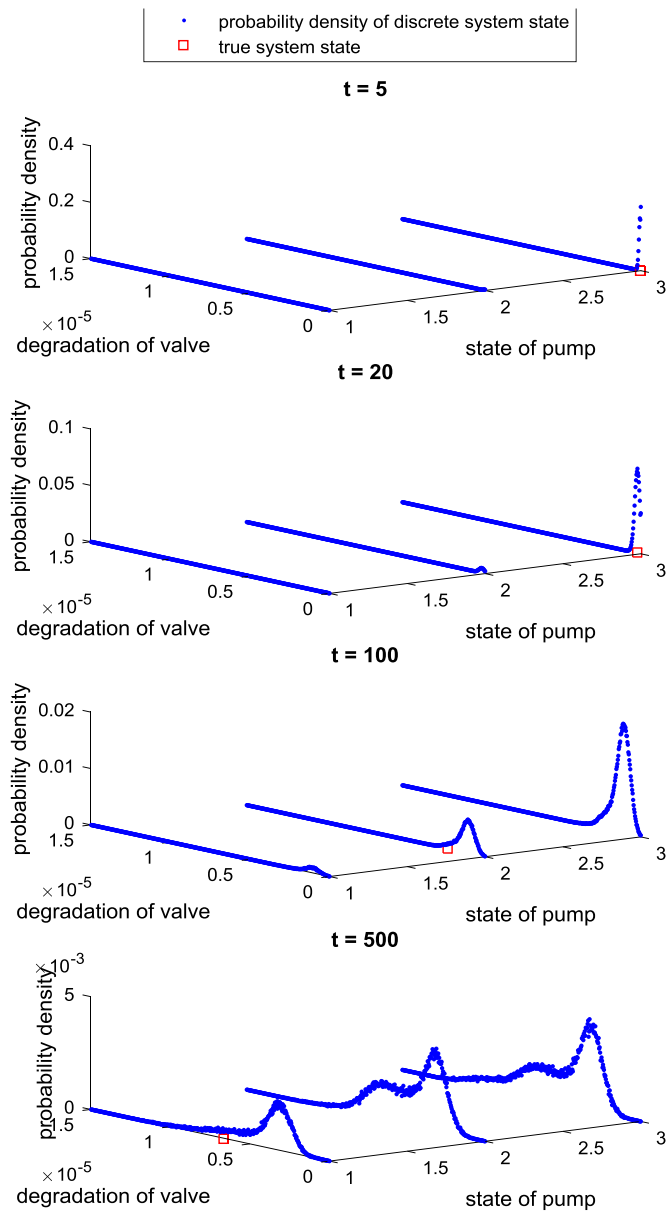 probability density of discrete system state
true system state
t = 5
probability density
0.4
0.2
0
1.5
1
0.5
0
×10-5
degradation of valve
1
1.5
2
2.5
3
state of pump
t = 20
probability density
0.1
0.05
0
1.5
1
0.5
0
×10-5
degradation of valve
1
1.5
2
2.5
3
state of pump
t = 100
probability density
0.02
0.01
0
1.5
1
0.5
0
×10-5
degradation of valve
1
1.5
2
2.5
3
state of pump
t = 500
×10-3
probability density
5
0
1.5
1
0.5
0
×10-5
degradation of valve
1
1.5
2
2.5
3
state of pump